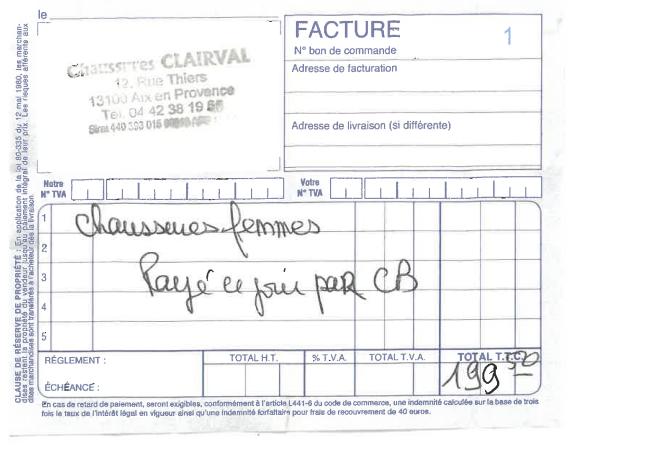 le
Chaussures CLAIRVAL
12, Rue Thiers
13100 Aix en Provence
Tel. 04 42 38 19
Siret 440 393 015
FACTURE
1
N° bon de commande
Adresse de facturation
Adresse de livraison (si différente)
Notre N° TVA
Votre N° TVA
1 chaussures femmes
2
3 Payé ce jour par CB
4
5
RÉGLEMENT :
ÉCHÉANCE :
TOTAL H.T.
% T.V.A.
TOTAL T.V.A.
TOTAL T.T.C.
199
En cas de retard de paiement, seront exigibles, conformément à l'article L441-6 du code de commerce, une indemnité calculée sur la base de trois
fois le taux de l'intérêt légal en vigueur ainsi qu'une indemnité forfaitaire pour frais de recouvrement de 40 euros.
CLAUSE DE RÉSERVE DE PROPRIÉTÉ : En application de la loi 80-335 du 12 mai 1980, les marchan-
dises restent la propriété du vendeur jusqu'au paiement intégral de leur prix. Les risques afférents aux
dites marchandises sont transférés à l'acheteur dès la livraison.